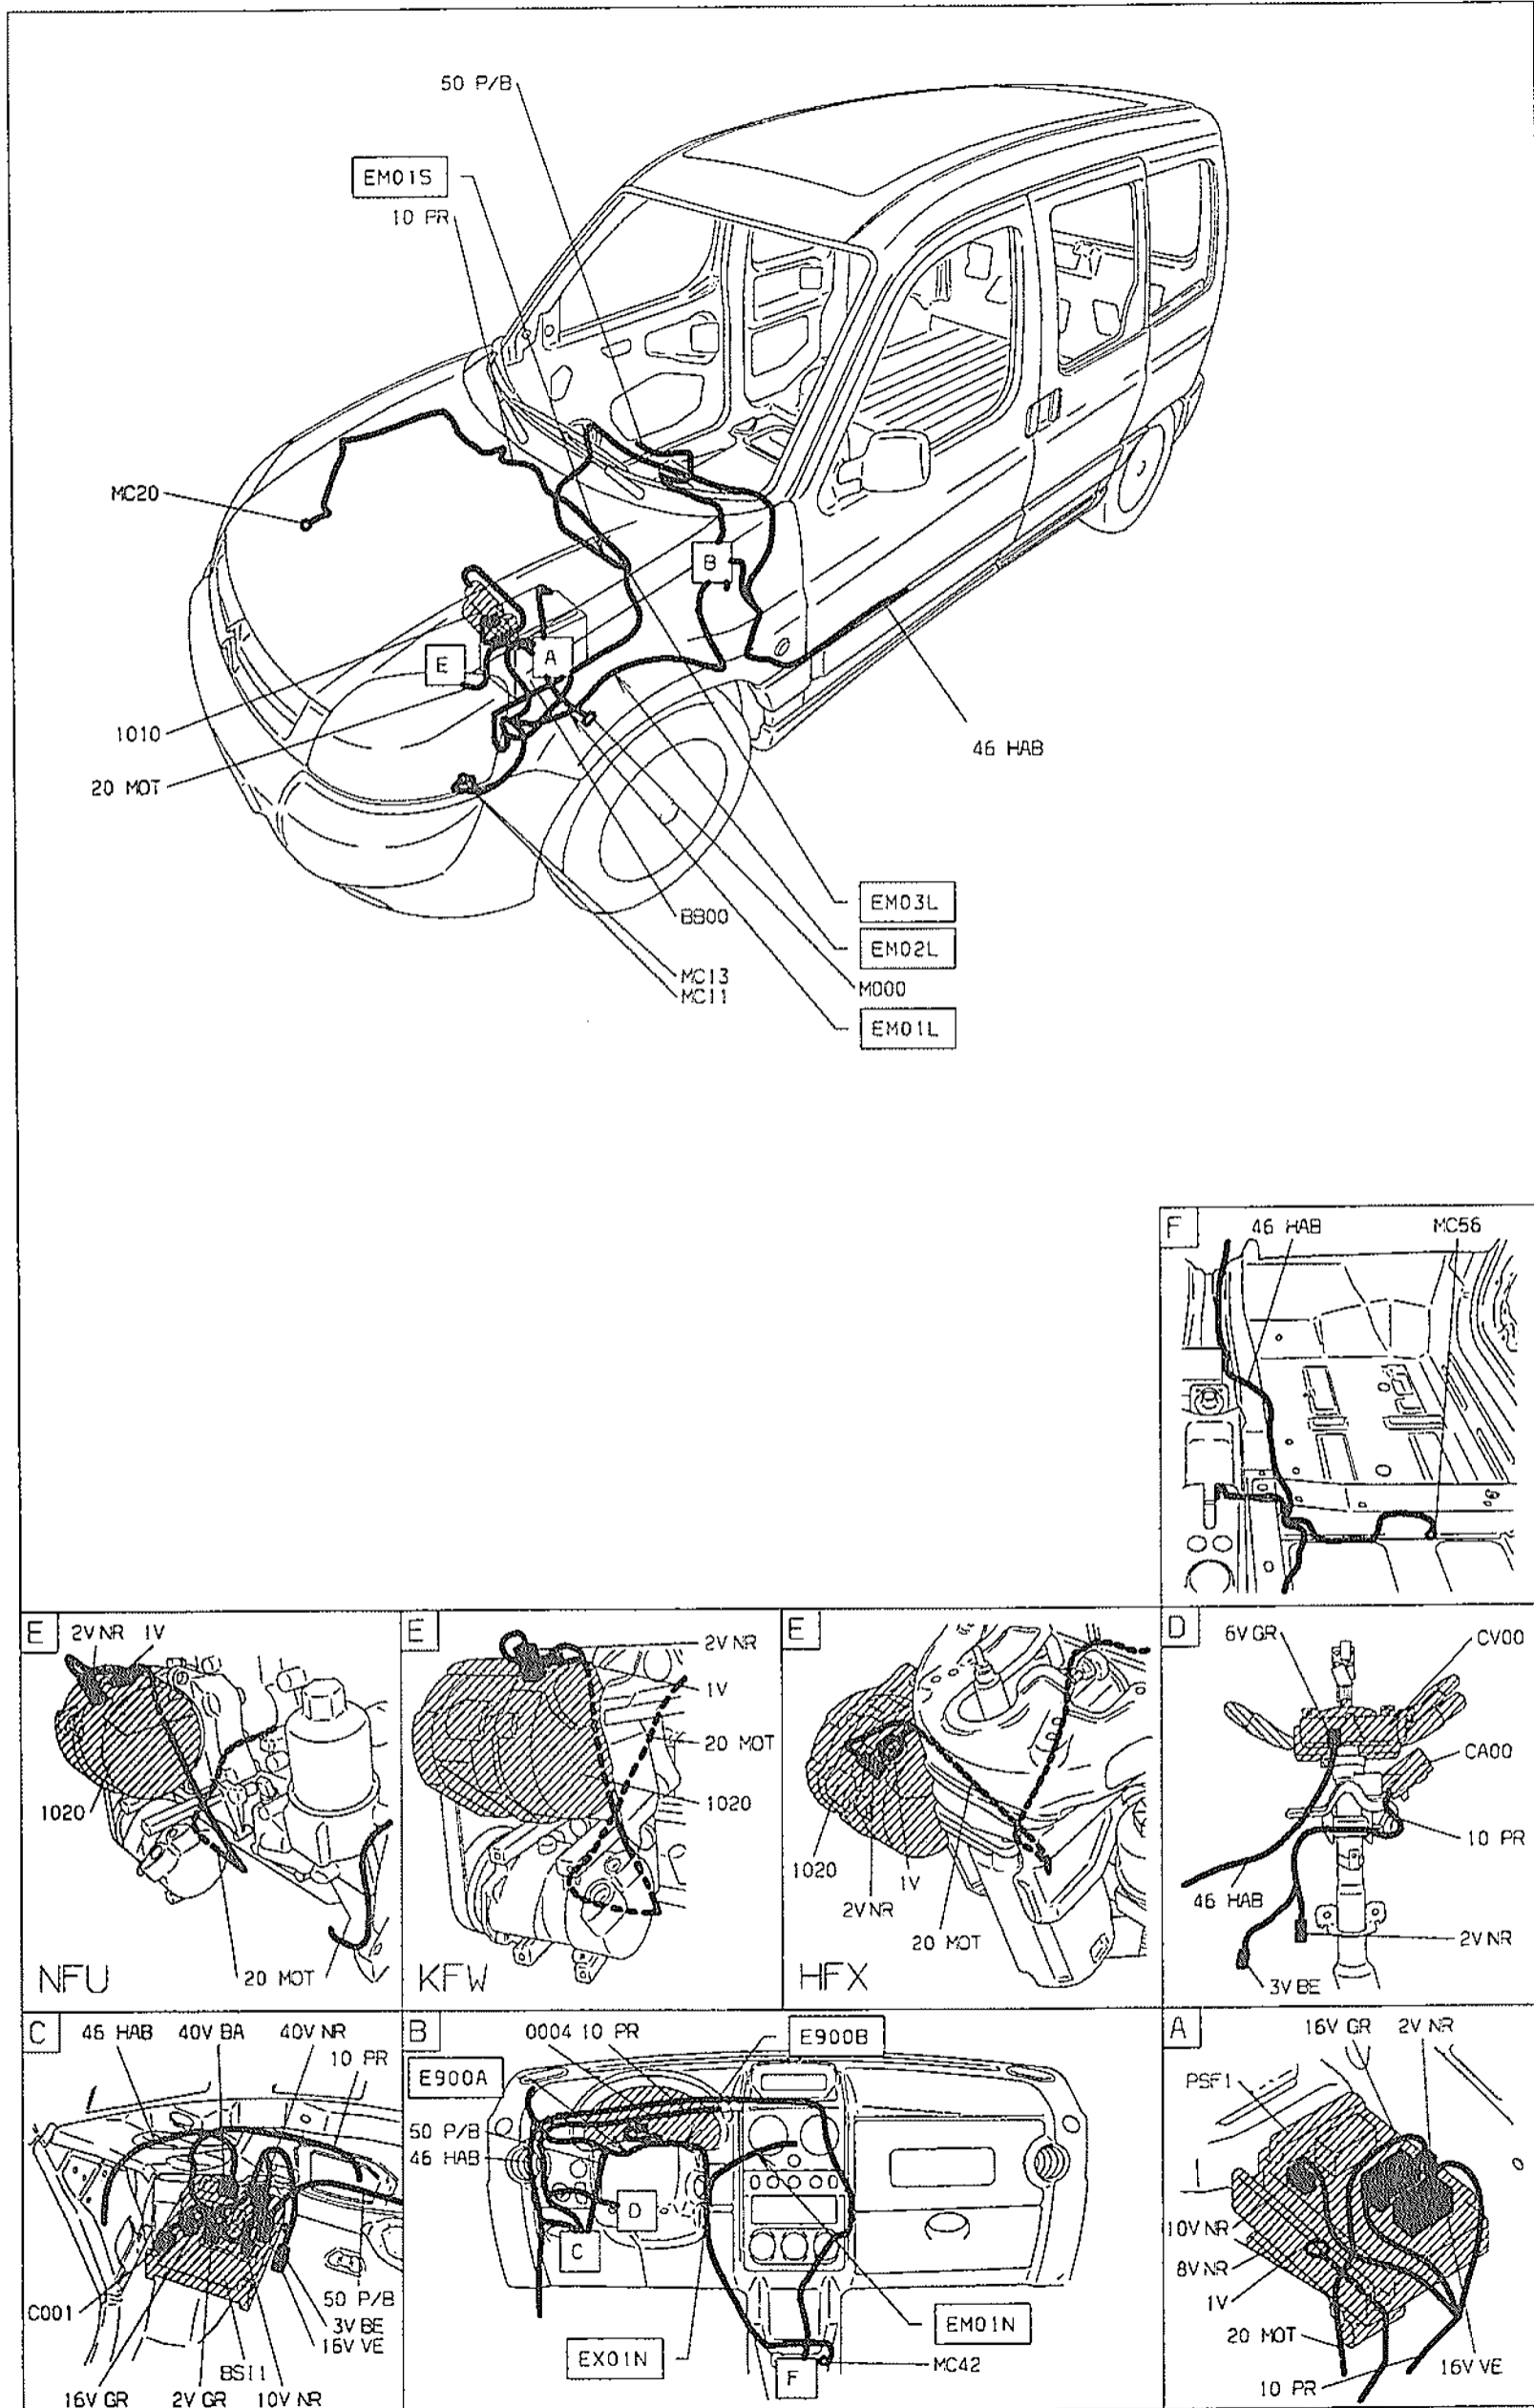 50 P/B
EM01S
10 PR
MC20
B
E
A
1010
20 MOT
46 HAB
EM03L
BB00
EM02L
MC13
M000
MC11
EM01L
F
46 HAB
MC56
E
2V NR 1V
1020
NFU
20 MOT
E
2V NR
1V
20 MOT
1020
KFW
E
1020
1V
2V NR
20 MOT
HFX
D
6V GR
CV00
CA00
10 PR
46 HAB
2V NR
3V BE
C
46 HAB
40V BA
40V NR
10 PR
C001
50 P/B
3V BE
16V VE
BSI1
16V GR
2V GR
10V NR
B
0004 10 PR
E900B
E900A
50 P/B
46 HAB
D
C
EM01N
EX01N
MC42
F
A
16V GR
2V NR
PSF1
10V NR
8V NR
1V
20 MOT
16V VE
10 PR